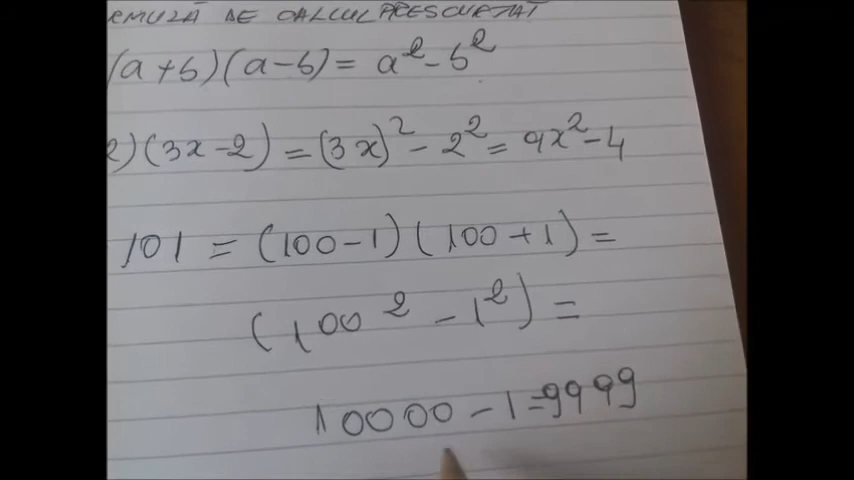 DE CALCUL PRESCURTAT
(a+b)(a-b) = a² - b²
2)(3x-2) = (3x)² - 2² = 9x² - 4
101 = (100-1)(100+1) =
(100² - 1²) =
10000 - 1 = 9999